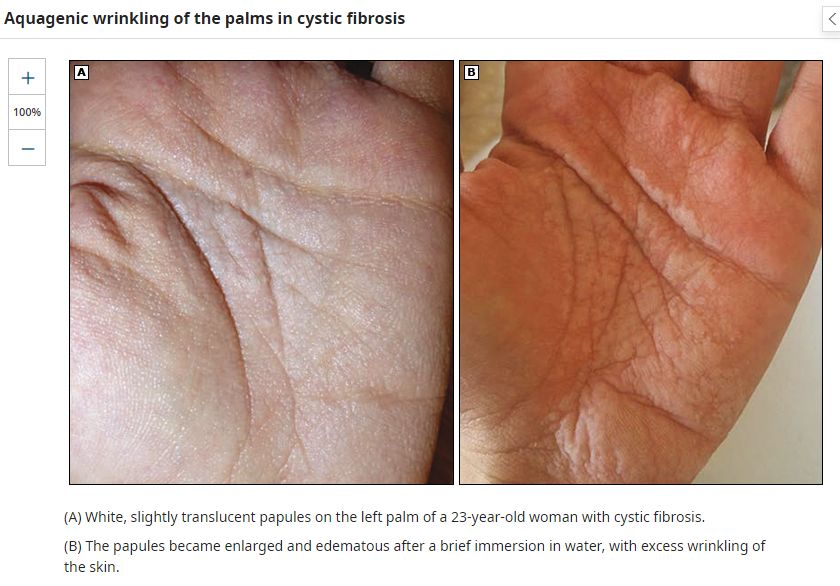 Aquagenic wrinkling of the palms in cystic fibrosis
+
100%
−
A
B
(A) White, slightly translucent papules on the left palm of a 23-year-old woman with cystic fibrosis.
(B) The papules became enlarged and edematous after a brief immersion in water, with excess wrinkling of
the skin.